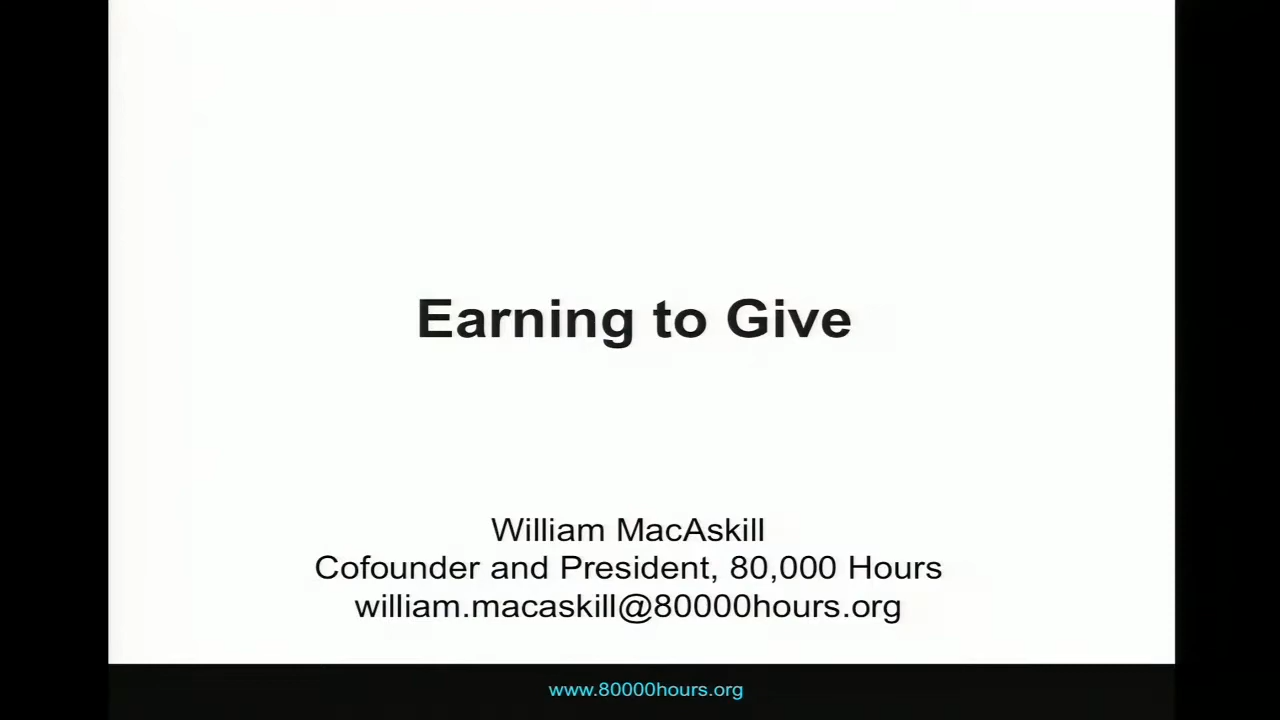 Earning to Give
William MacAskill
Cofounder and President, 80,000 Hours
william.macaskill@80000hours.org
www.80000hours.org